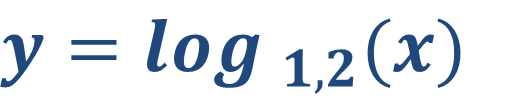 y = log 1,2(x)